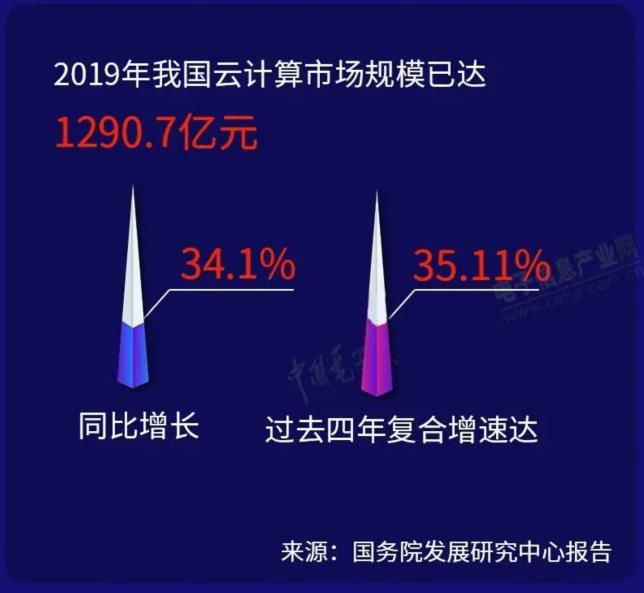 2019年我国云计算市场规模已达
1290.7亿元
34.1%
35.11%
电子信息产业网
www.cena.com.cn
同比增长
过去四年复合增速达
来源：国务院发展研究中心报告